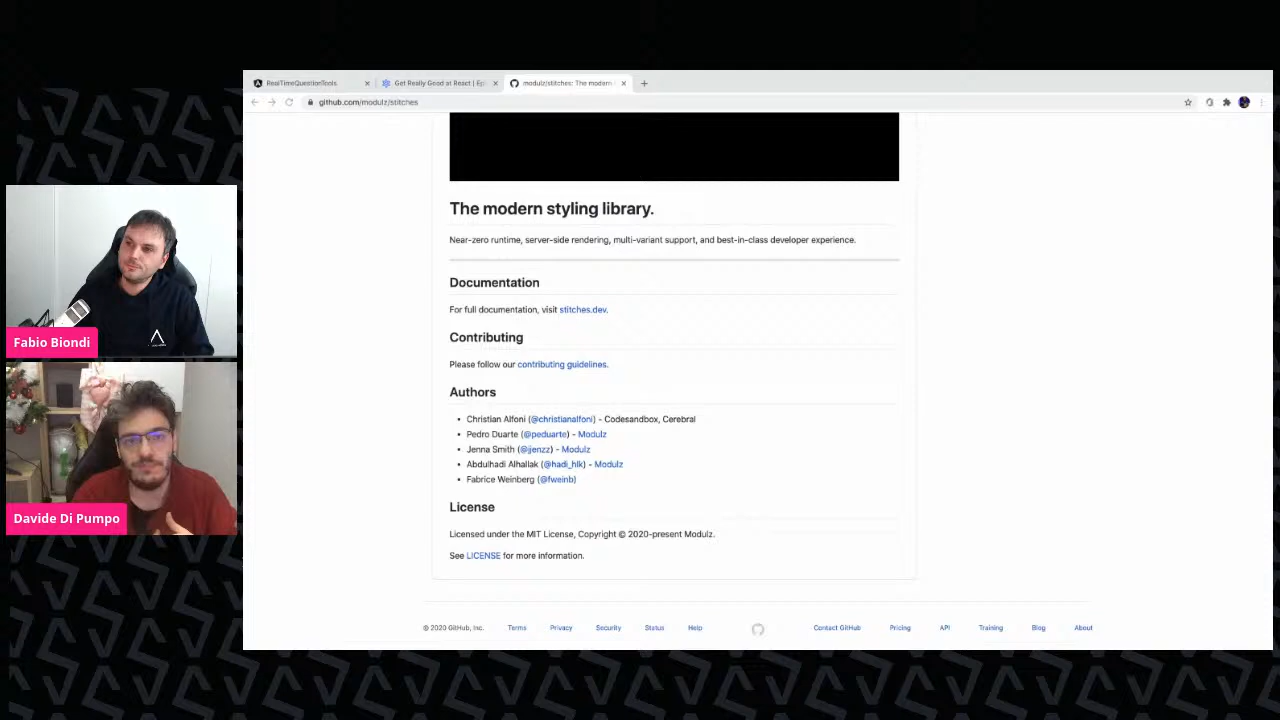 RealTimeQuestionTools
Get Really Good at React | Ep
modulz/stitches: The modern
github.com/modulz/stitches
The modern styling library.
Near-zero runtime, server-side rendering, multi-variant support, and best-in-class developer experience.
Documentation
For full documentation, visit stitches.dev.
Contributing
Please follow our contributing guidelines.
Authors
• Christian Alfoni (@christianalfoni) - Codesandbox, Cerebral
• Pedro Duarte (@peduarte) - Modulz
• Jenna Smith (@jjenzz) - Modulz
• Abdulhadi Alhallak (@hadi_hlk) - Modulz
• Fabrice Weinberg (@fweinb)
License
Licensed under the MIT License, Copyright © 2020-present Modulz.
See LICENSE for more information.
© 2020 GitHub, Inc. Terms Privacy Security Status Help Contact GitHub Pricing API Training Blog About
Fabio Biondi
Davide Di Pumpo